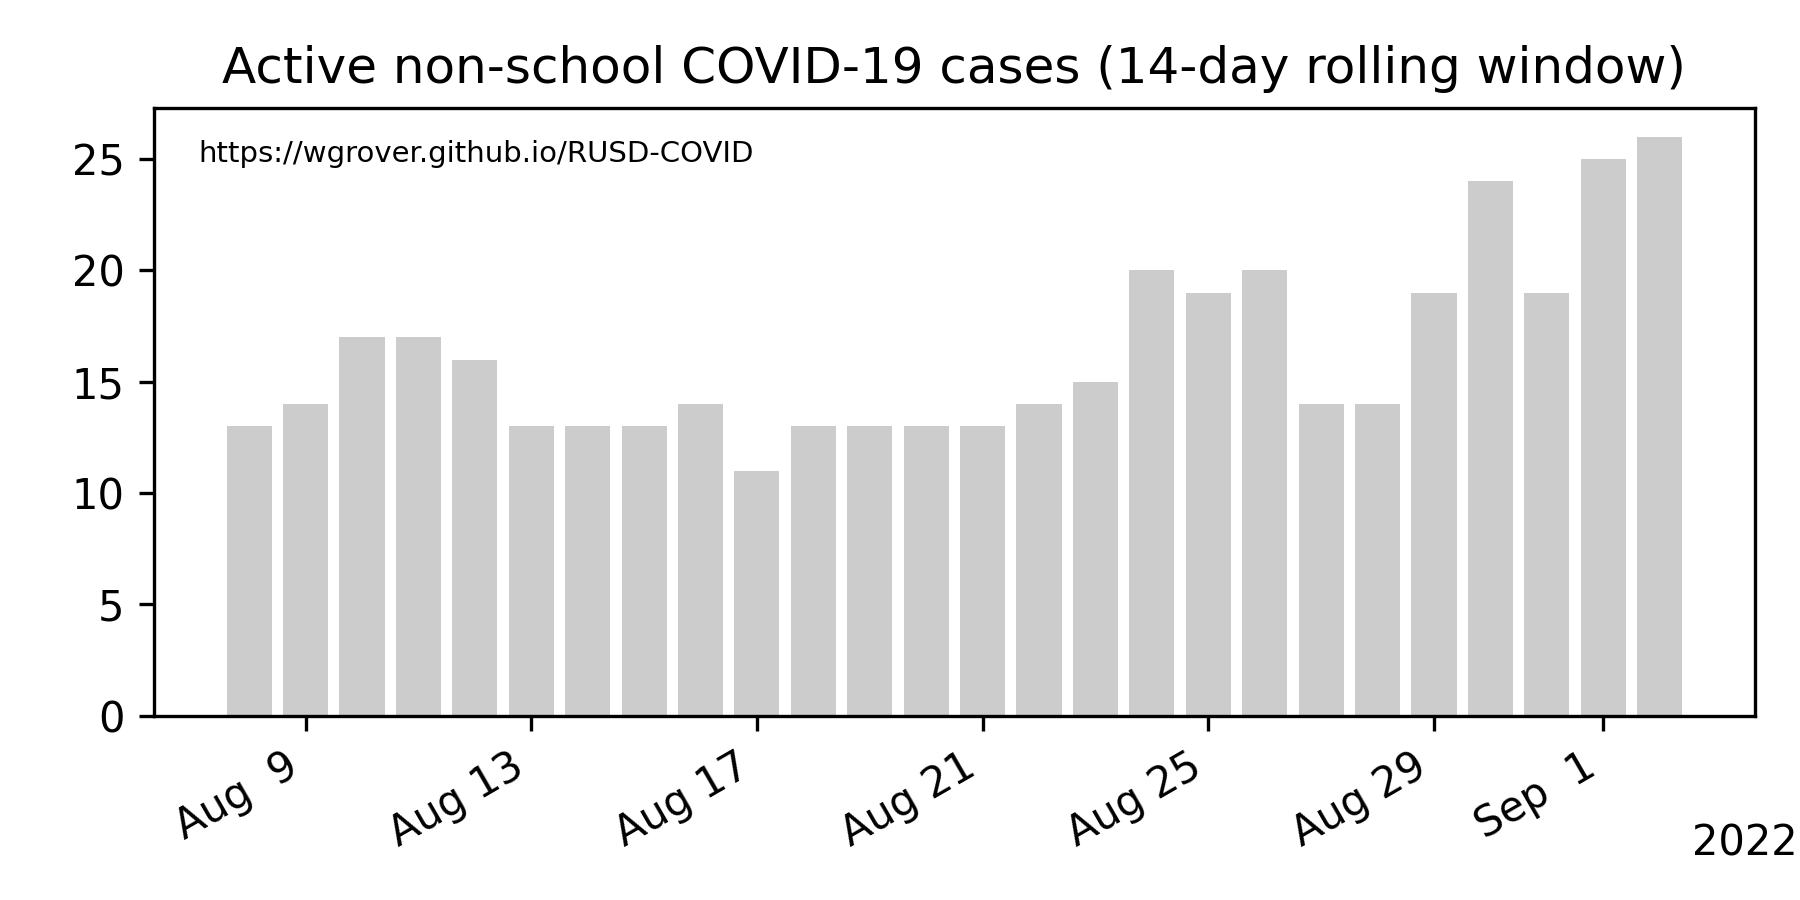 Active non-school COVID-19 cases (14-day rolling window)
https://wgrover.github.io/RUSD-COVID
25
20
15
10
5
0
Aug 9
Aug 13
Aug 17
Aug 21
Aug 25
Aug 29
Sep 1
2022